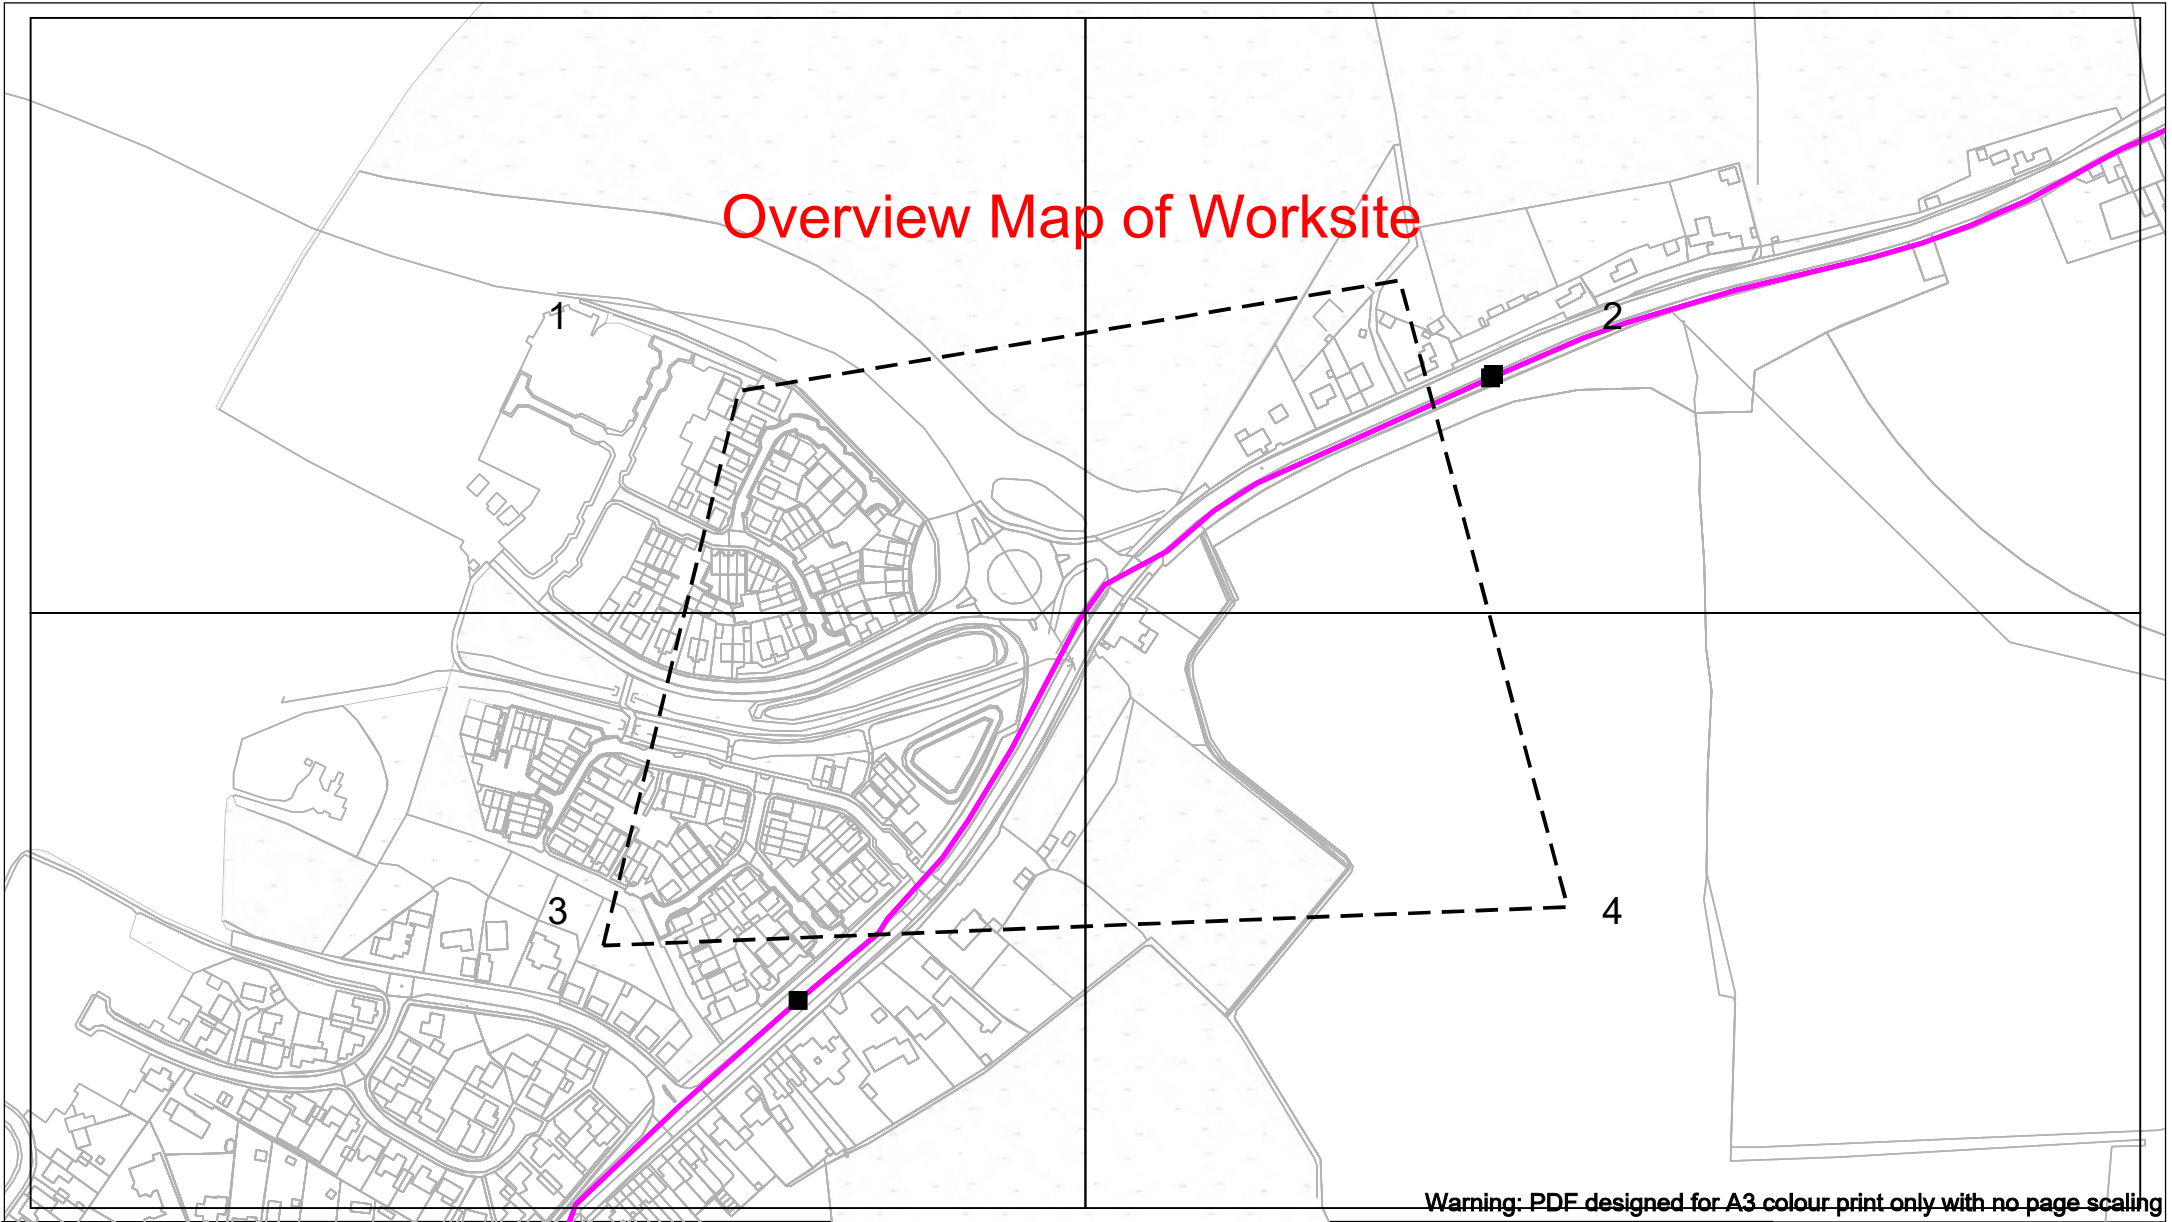 Overview Map of Worksite
1
2
3
4
Warning: PDF designed for A3 colour print only with no page scaling